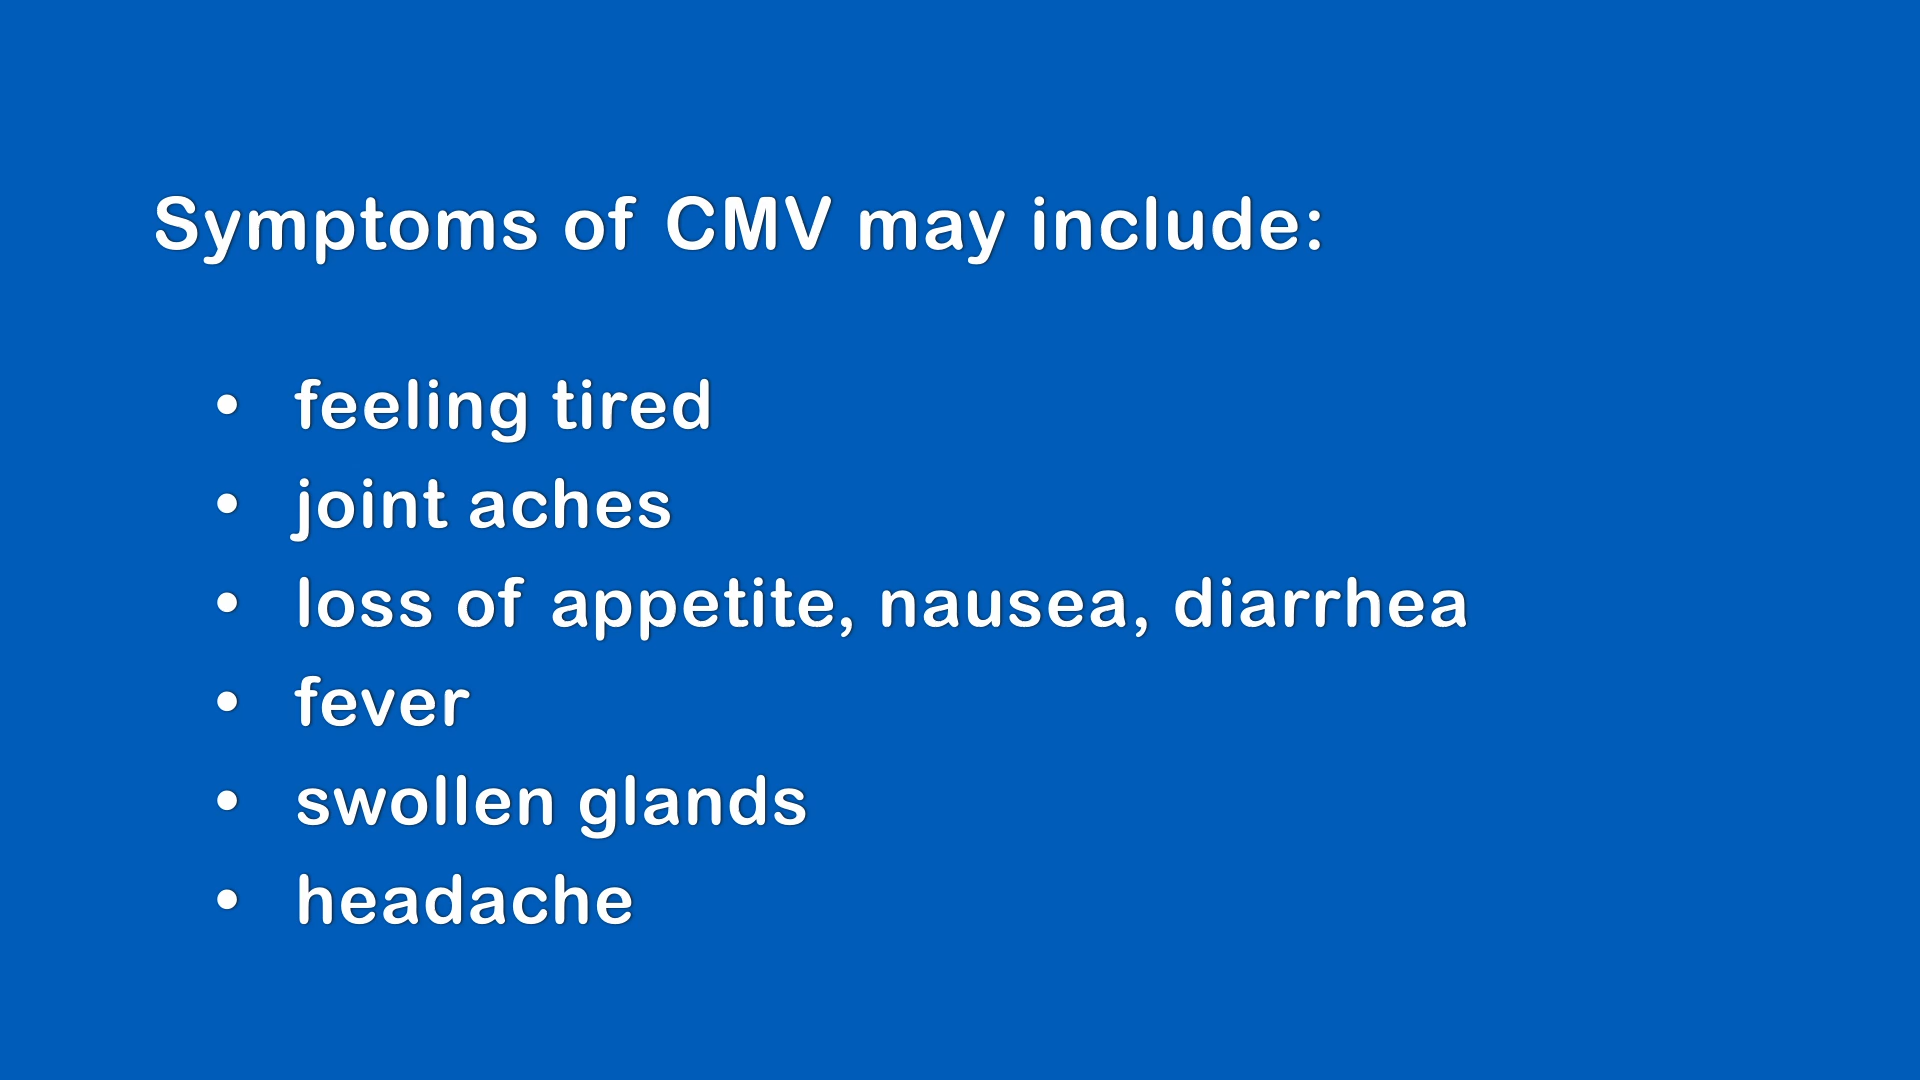 Symptoms of CMV may include:
• feeling tired
• joint aches
• loss of appetite, nausea, diarrhea
• fever
• swollen glands
• headache